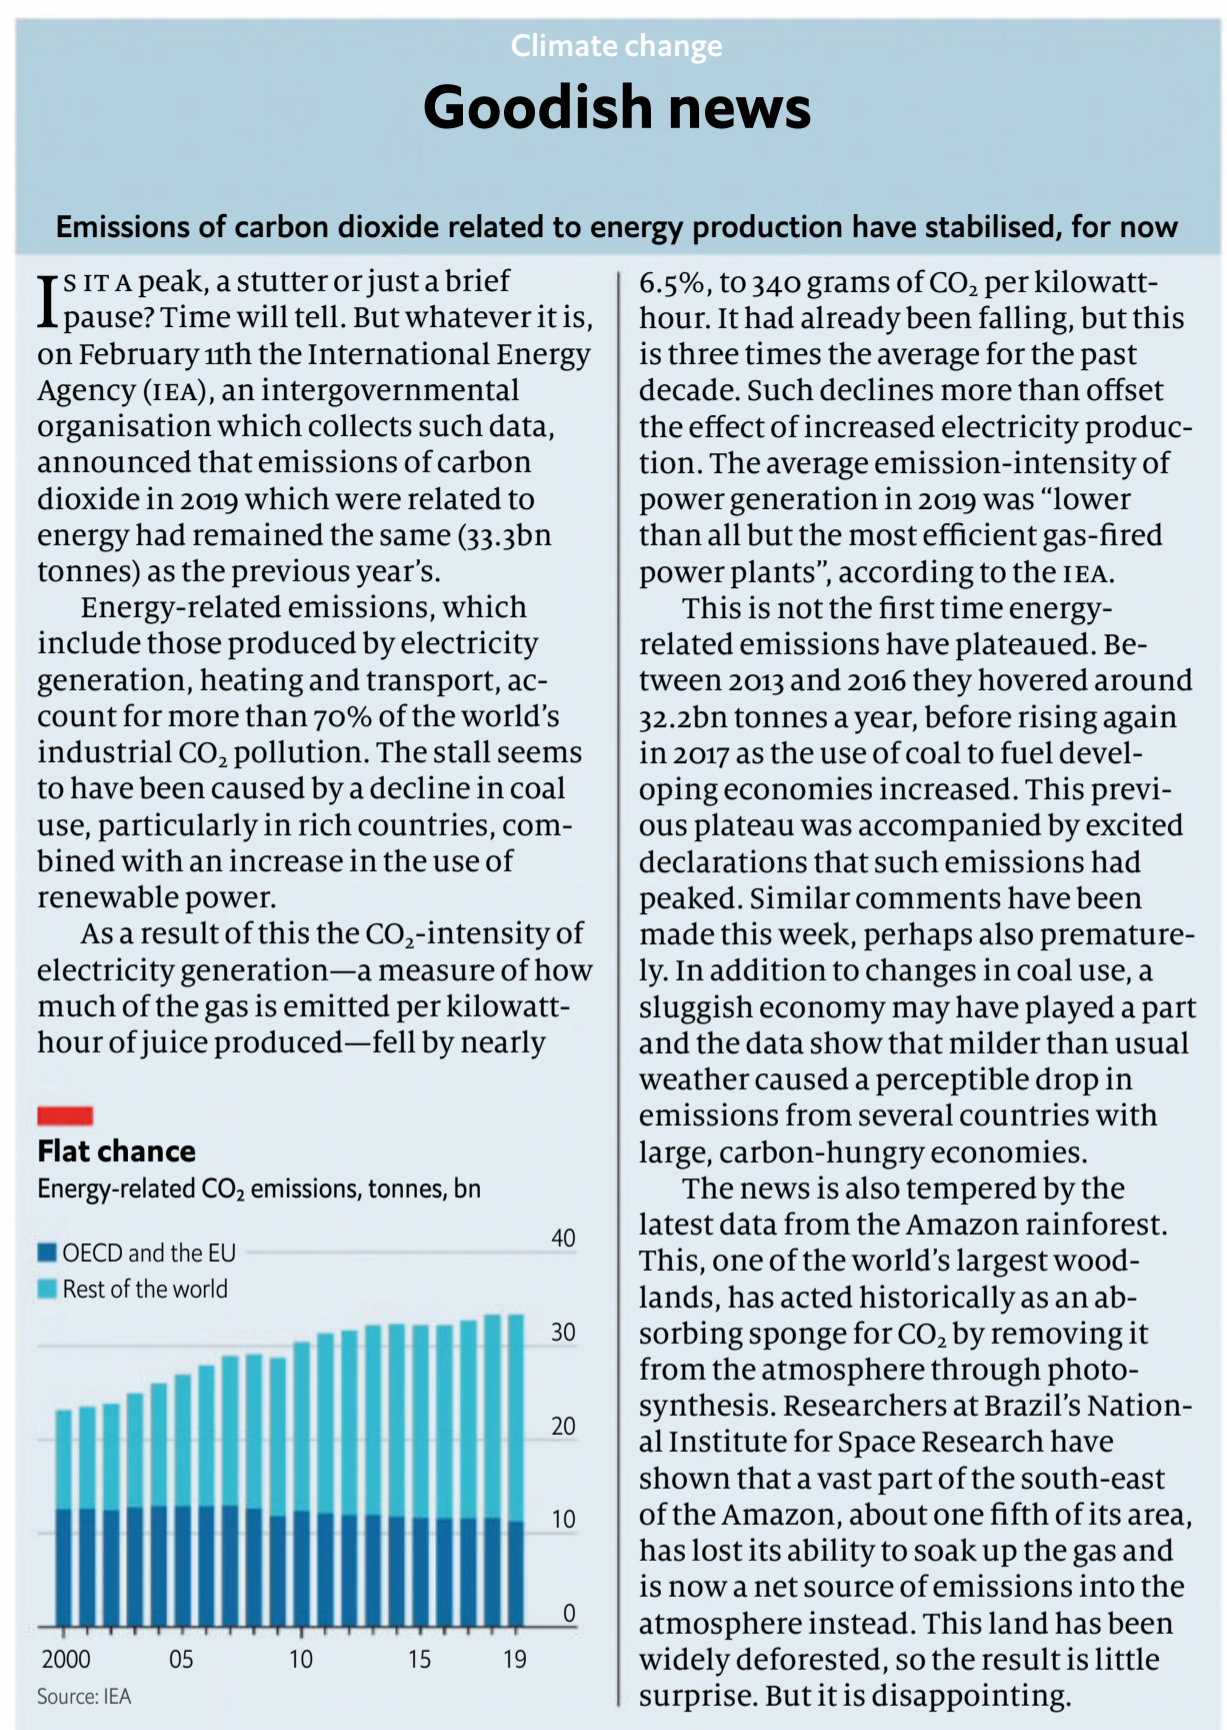 Climate change
Goodish news
Emissions of carbon dioxide related to energy production have stabilised, for now
IS IT A peak, a stutter or just a brief
pause? Time will tell. But whatever it is,
on February 11th the International Energy
Agency (IEA), an intergovernmental
organisation which collects such data,
announced that emissions of carbon
dioxide in 2019 which were related to
energy had remained the same (33.3bn
tonnes) as the previous year's.
Energy-related emissions, which
include those produced by electricity
generation, heating and transport, ac-
count for more than 70% of the world's
industrial CO₂ pollution. The stall seems
to have been caused by a decline in coal
use, particularly in rich countries, com-
bined with an increase in the use of
renewable power.
As a result of this the CO₂-intensity of
electricity generation—a measure of how
much of the gas is emitted per kilowatt-
hour of juice produced—fell by nearly
6.5%, to 340 grams of CO₂ per kilowatt-
hour. It had already been falling, but this
is three times the average for the past
decade. Such declines more than offset
the effect of increased electricity produc-
tion. The average emission-intensity of
power generation in 2019 was “lower
than all but the most efficient gas-fired
power plants”, according to the IEA.
This is not the first time energy-
related emissions have plateaued. Be-
tween 2013 and 2016 they hovered around
32.2bn tonnes a year, before rising again
in 2017 as the use of coal to fuel devel-
oping economies increased. This previ-
ous plateau was accompanied by excited
declarations that such emissions had
peaked. Similar comments have been
made this week, perhaps also premature-
ly. In addition to changes in coal use, a
sluggish economy may have played a part
and the data show that milder than usual
weather caused a perceptible drop in
emissions from several countries with
large, carbon-hungry economies.
The news is also tempered by the
latest data from the Amazon rainforest.
This, one of the world's largest wood-
lands, has acted historically as an ab-
sorbing sponge for CO₂ by removing it
from the atmosphere through photo-
synthesis. Researchers at Brazil's Nation-
al Institute for Space Research have
shown that a vast part of the south-east
of the Amazon, about one fifth of its area,
has lost its ability to soak up the gas and
is now a net source of emissions into the
atmosphere instead. This land has been
widely deforested, so the result is little
surprise. But it is disappointing.
Flat chance
Energy-related CO₂ emissions, tonnes, bn
OECD and the EU
Rest of the world
40
30
20
10
0
2000 05 10 15 19
Source: IEA